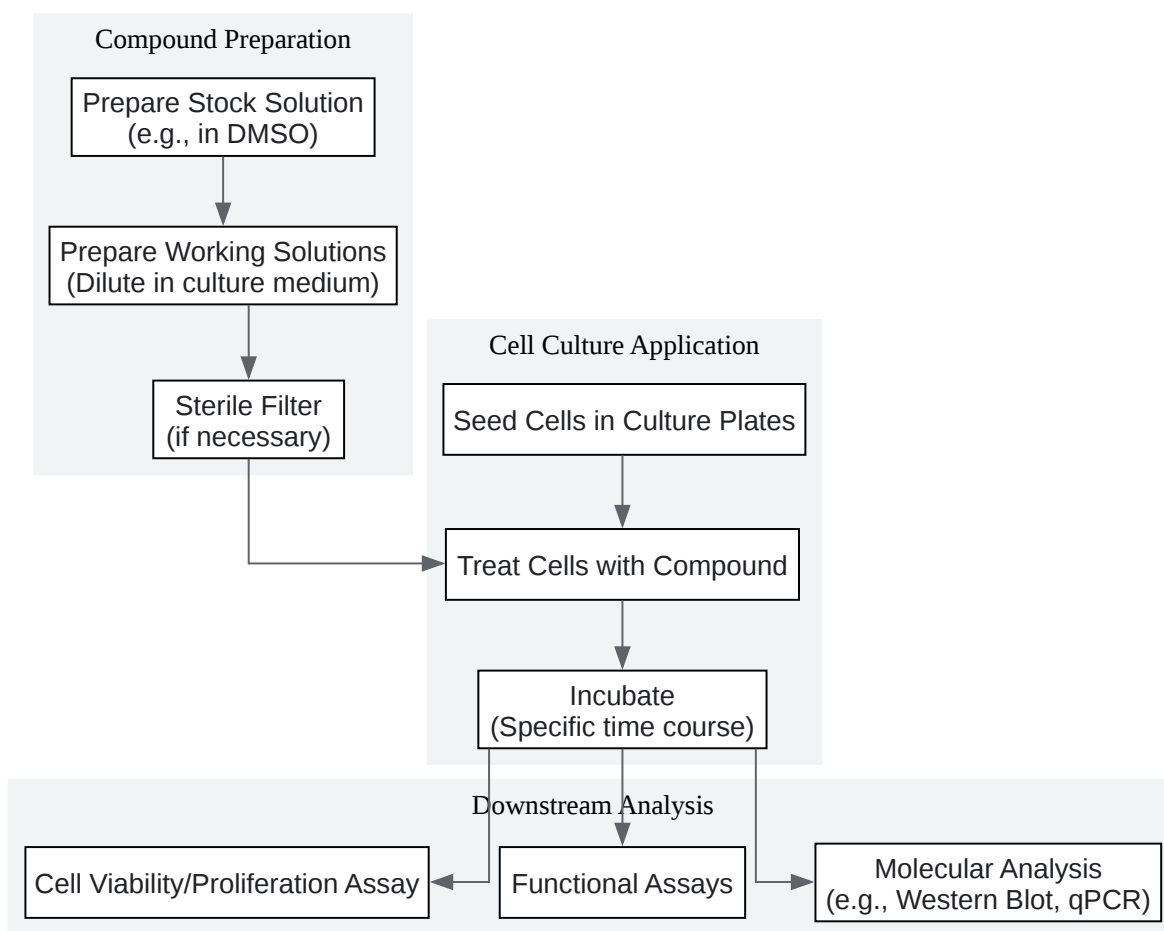 Compound Preparation
Prepare Stock Solution
(e.g., in DMSO)
Prepare Working Solutions
(Dilute in culture medium)
Sterile Filter
(if necessary)
Cell Culture Application
Seed Cells in Culture Plates
Treat Cells with Compound
Incubate
(Specific time course)
Downstream Analysis
Cell Viability/Proliferation Assay
Functional Assays
Molecular Analysis
(e.g., Western Blot, qPCR)